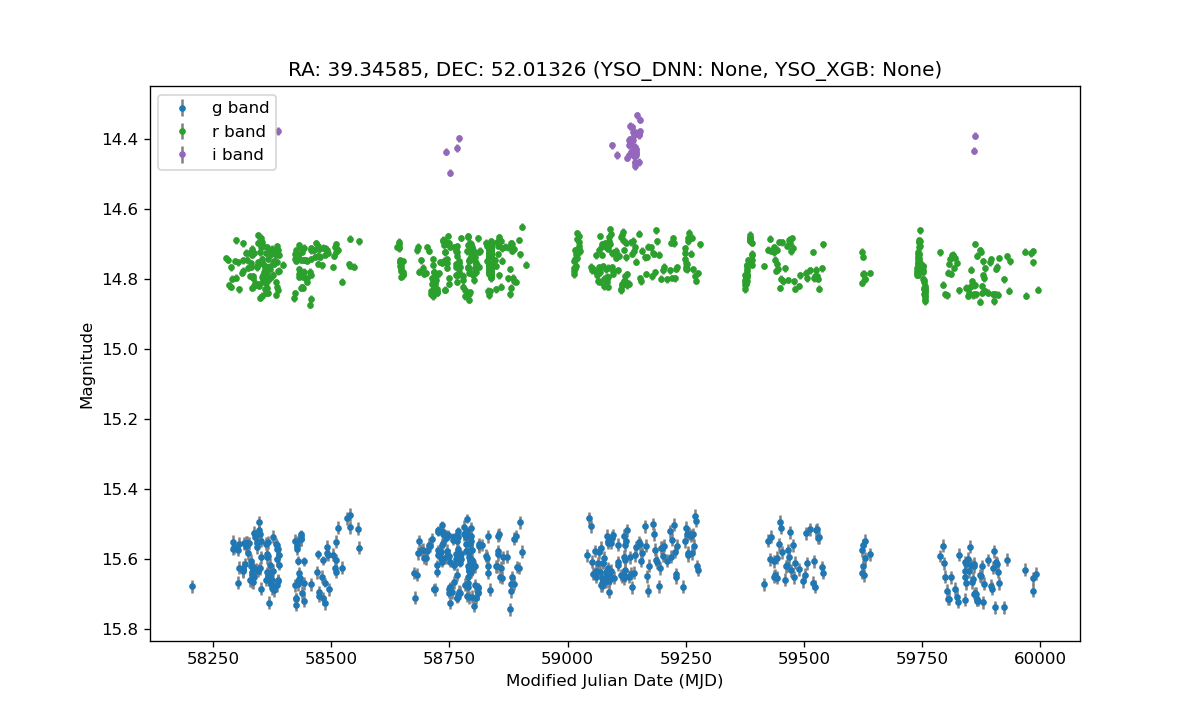 RA: 39.34585, DEC: 52.01326 (YSO_DNN: None, YSO_XGB: None)
g band
r band
i band
14.4
14.6
14.8
15.0
15.2
15.4
15.6
15.8
Magnitude
58250 58500 58750 59000 59250 59500 59750 60000
Modified Julian Date (MJD)